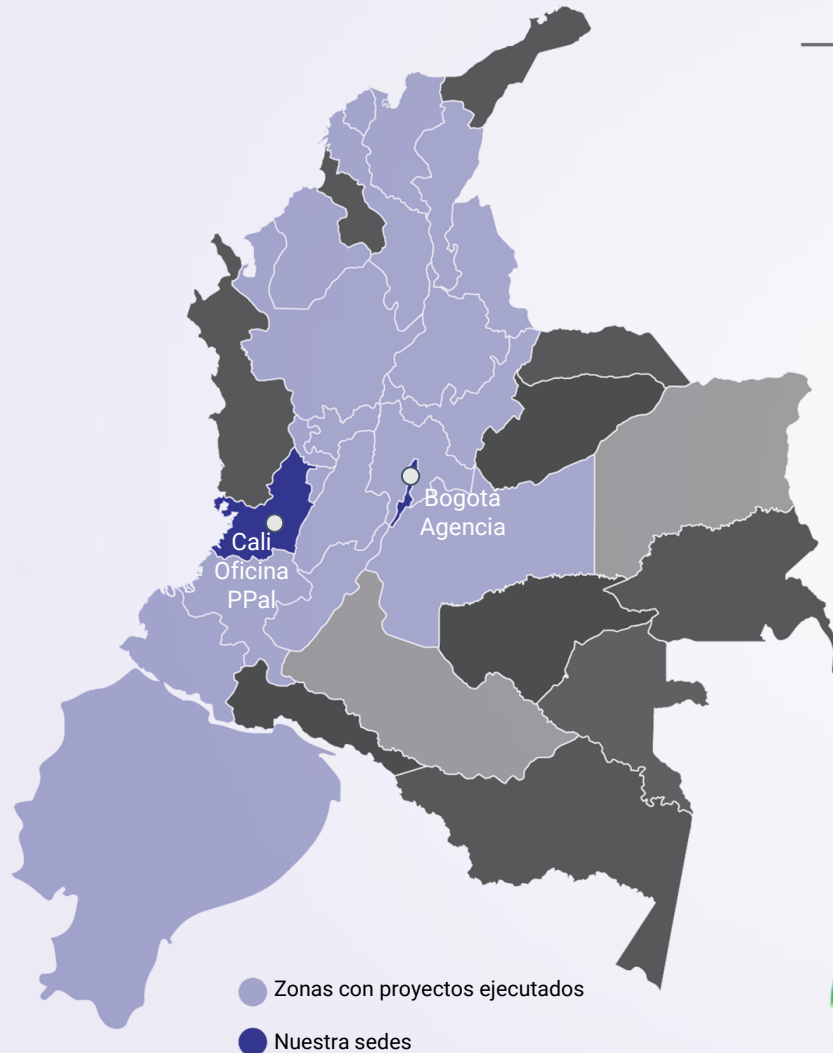 Bogotá
Agencia
Cali
Oficina
PPal
Zonas con proyectos ejecutados
Nuestra sedes